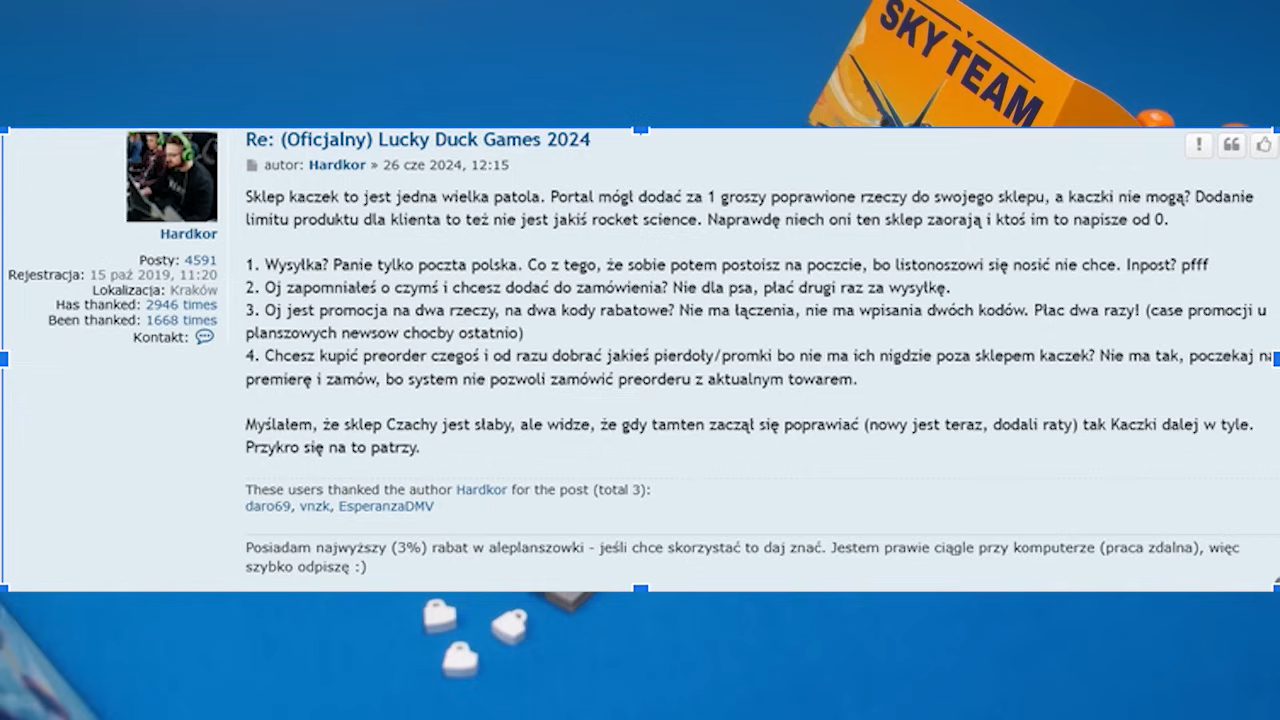 SKY TEAM
Re: (Oficjalny) Lucky Duck Games 2024
autor: Hardkor » 26 cze 2024, 12:15
Sklep kaczek to jest jedna wielka patola. Portal mógł dodać za 1 groszy poprawione rzeczy do swojego sklepu, a kaczki nie mogą? Dodanie
limitu produktu dla klienta to też nie jest jakiś rocket science. Naprawdę niech oni ten sklep zaorają i ktoś im to napisze od 0.
Hardkor
Posty: 4591
Rejestracja: 15 paź 2019, 11:20
Lokalizacja: Kraków
Has thanked: 2946 times
Been thanked: 1668 times
Kontakt:
1. Wysyłka? Panie tylko poczta polska. Co z tego, że sobie potem postoisz na poczcie, bo listonoszowi się nosić nie chce. Inpost? pfff
2. Oj zapomniałeś o czymś i chcesz dodać do zamówienia? Nie dla psa, płać drugi raz za wysyłkę.
3. Oj jest promocja na dwa rzeczy, na dwa kody rabatowe? Nie ma łączenia, nie ma wpisania dwóch kodów. Płac dwa razy! (case promocji u
planszowych newsow chocby ostatnio)
4. Chcesz kupić preorder czegoś i od razu dobrać jakieś pierdoły/promki bo nie ma ich nigdzie poza sklepem kaczek? Nie ma tak, poczekaj na
premierę i zamów, bo system nie pozwoli zamówić preorderu z aktualnym towarem.
Myślałem, że sklep Czachy jest słaby, ale widze, że gdy tamten zaczął się poprawiać (nowy jest teraz, dodali raty) tak Kaczki dalej w tyle.
Przykro się na to patrzy.
These users thanked the author Hardkor for the post (total 3):
daro69, vnzk, EsperanzaDMV
Posiadam najwyższy (3%) rabat w aleplanszowki - jeśli chce skorzystać to daj znać. Jestem prawie ciągle przy komputerze (praca zdalna), więc
szybko odpiszę :)